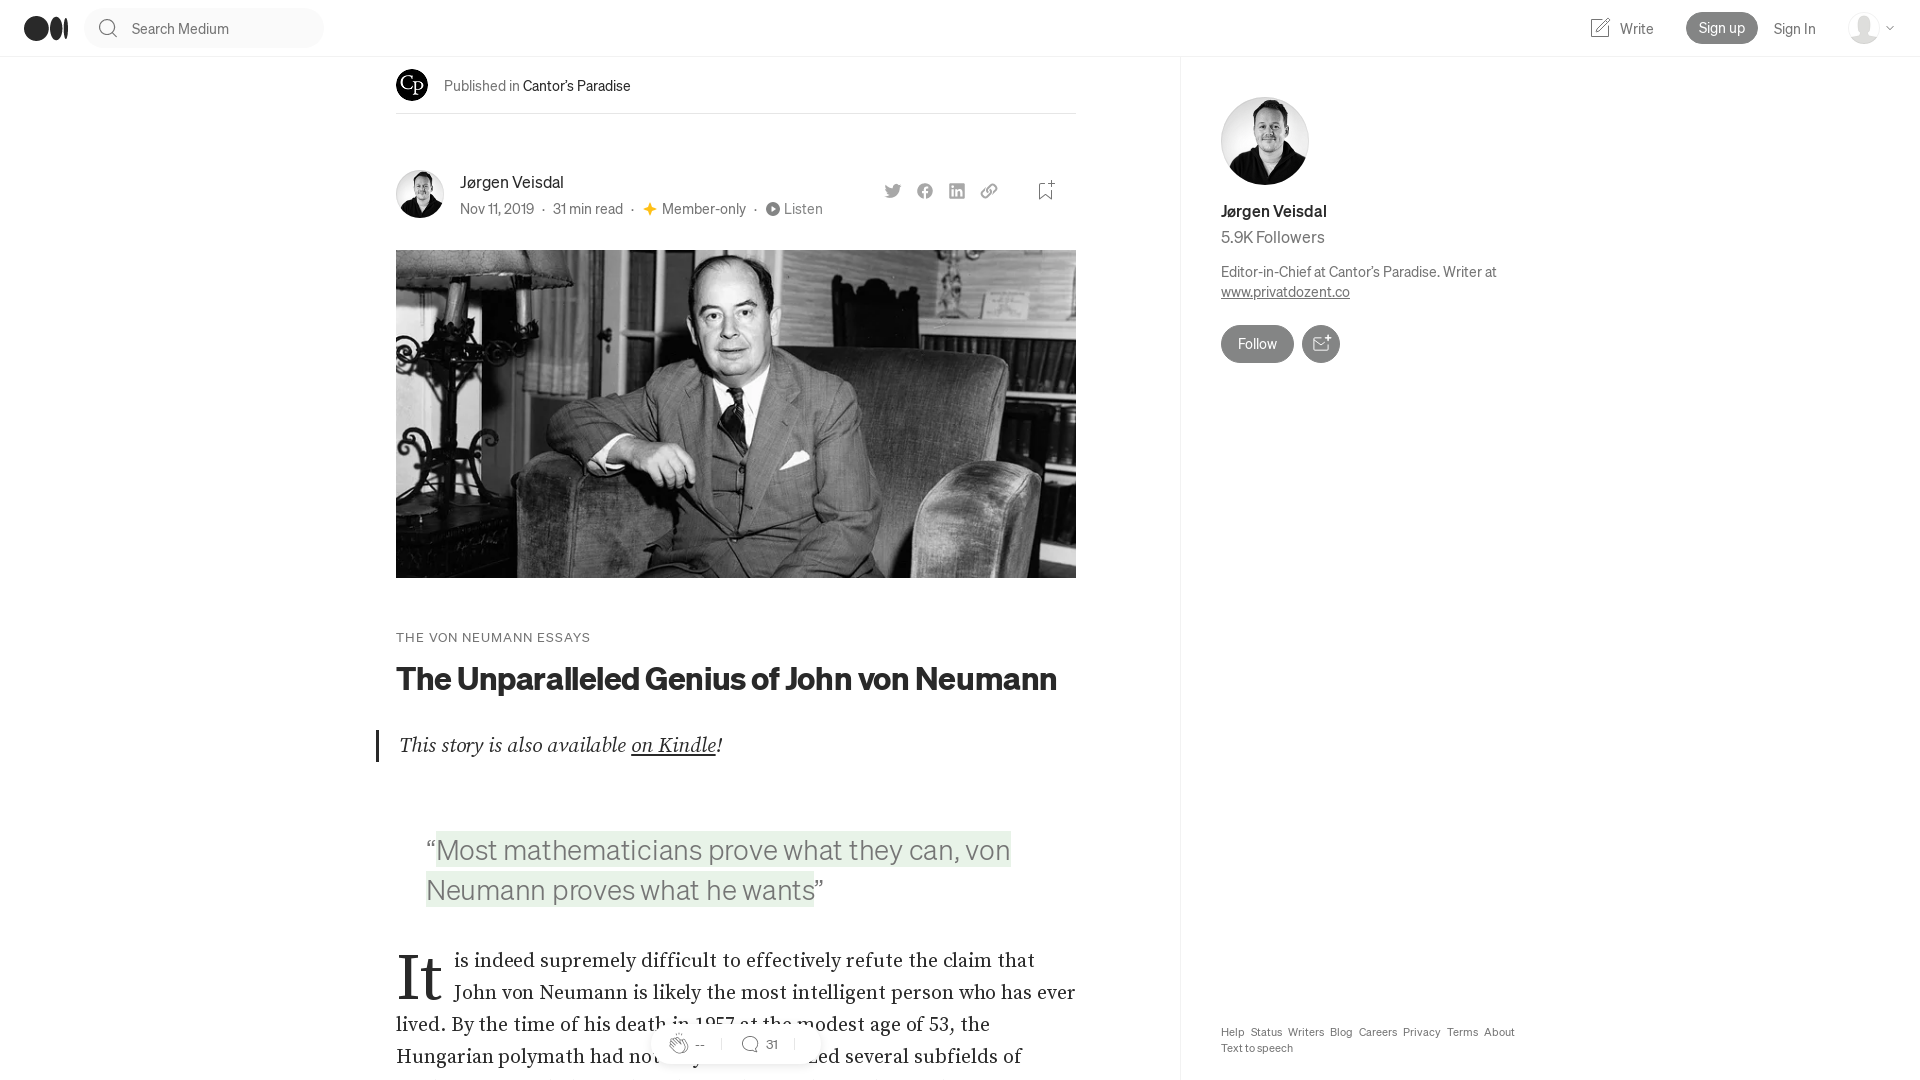 Search Medium
Write
Sign up
Sign In
CP
Published in Cantor’s Paradise
Jørgen Veisdal
Nov 11, 2019 · 31 min read · Member-only · Listen
THE VON NEUMANN ESSAYS
The Unparalleled Genius of John von Neumann
This story is also available on Kindle!
“Most mathematicians prove what they can, von
Neumann proves what he wants”
It is indeed supremely difficult to effectively refute the claim that
John von Neumann is likely the most intelligent person who has ever
lived. By the time of his death in 1957 at the modest age of 53, the
Hungarian polymath had not several subfields of
-- 31
Jørgen Veisdal
5.9K Followers
Editor-in-Chief at Cantor’s Paradise. Writer at
www.privatdozent.co
Follow
Help Status Writers Blog Careers Privacy Terms About
Text to speech